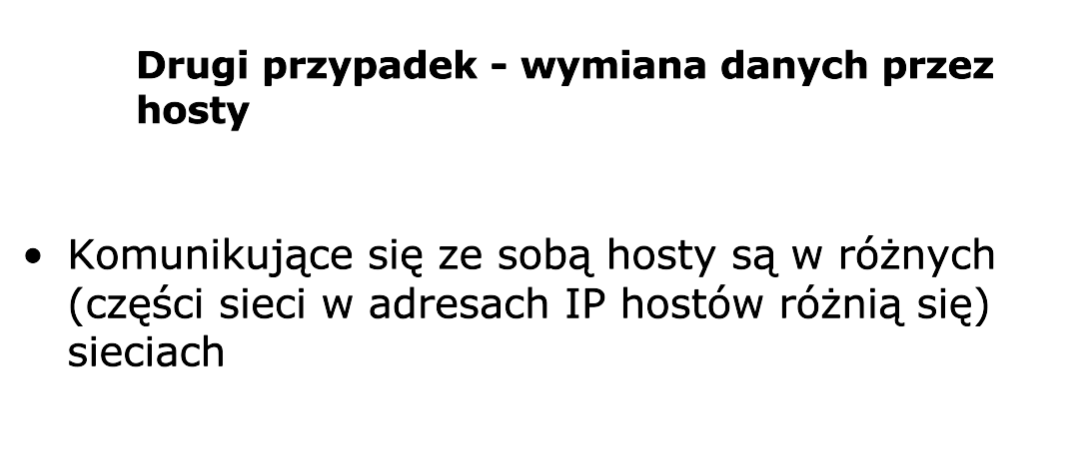 Drugi przypadek - wymiana danych przez
hosty
• Komunikujące się ze sobą hosty są w różnych
(części sieci w adresach IP hostów różnią się)
sieciach